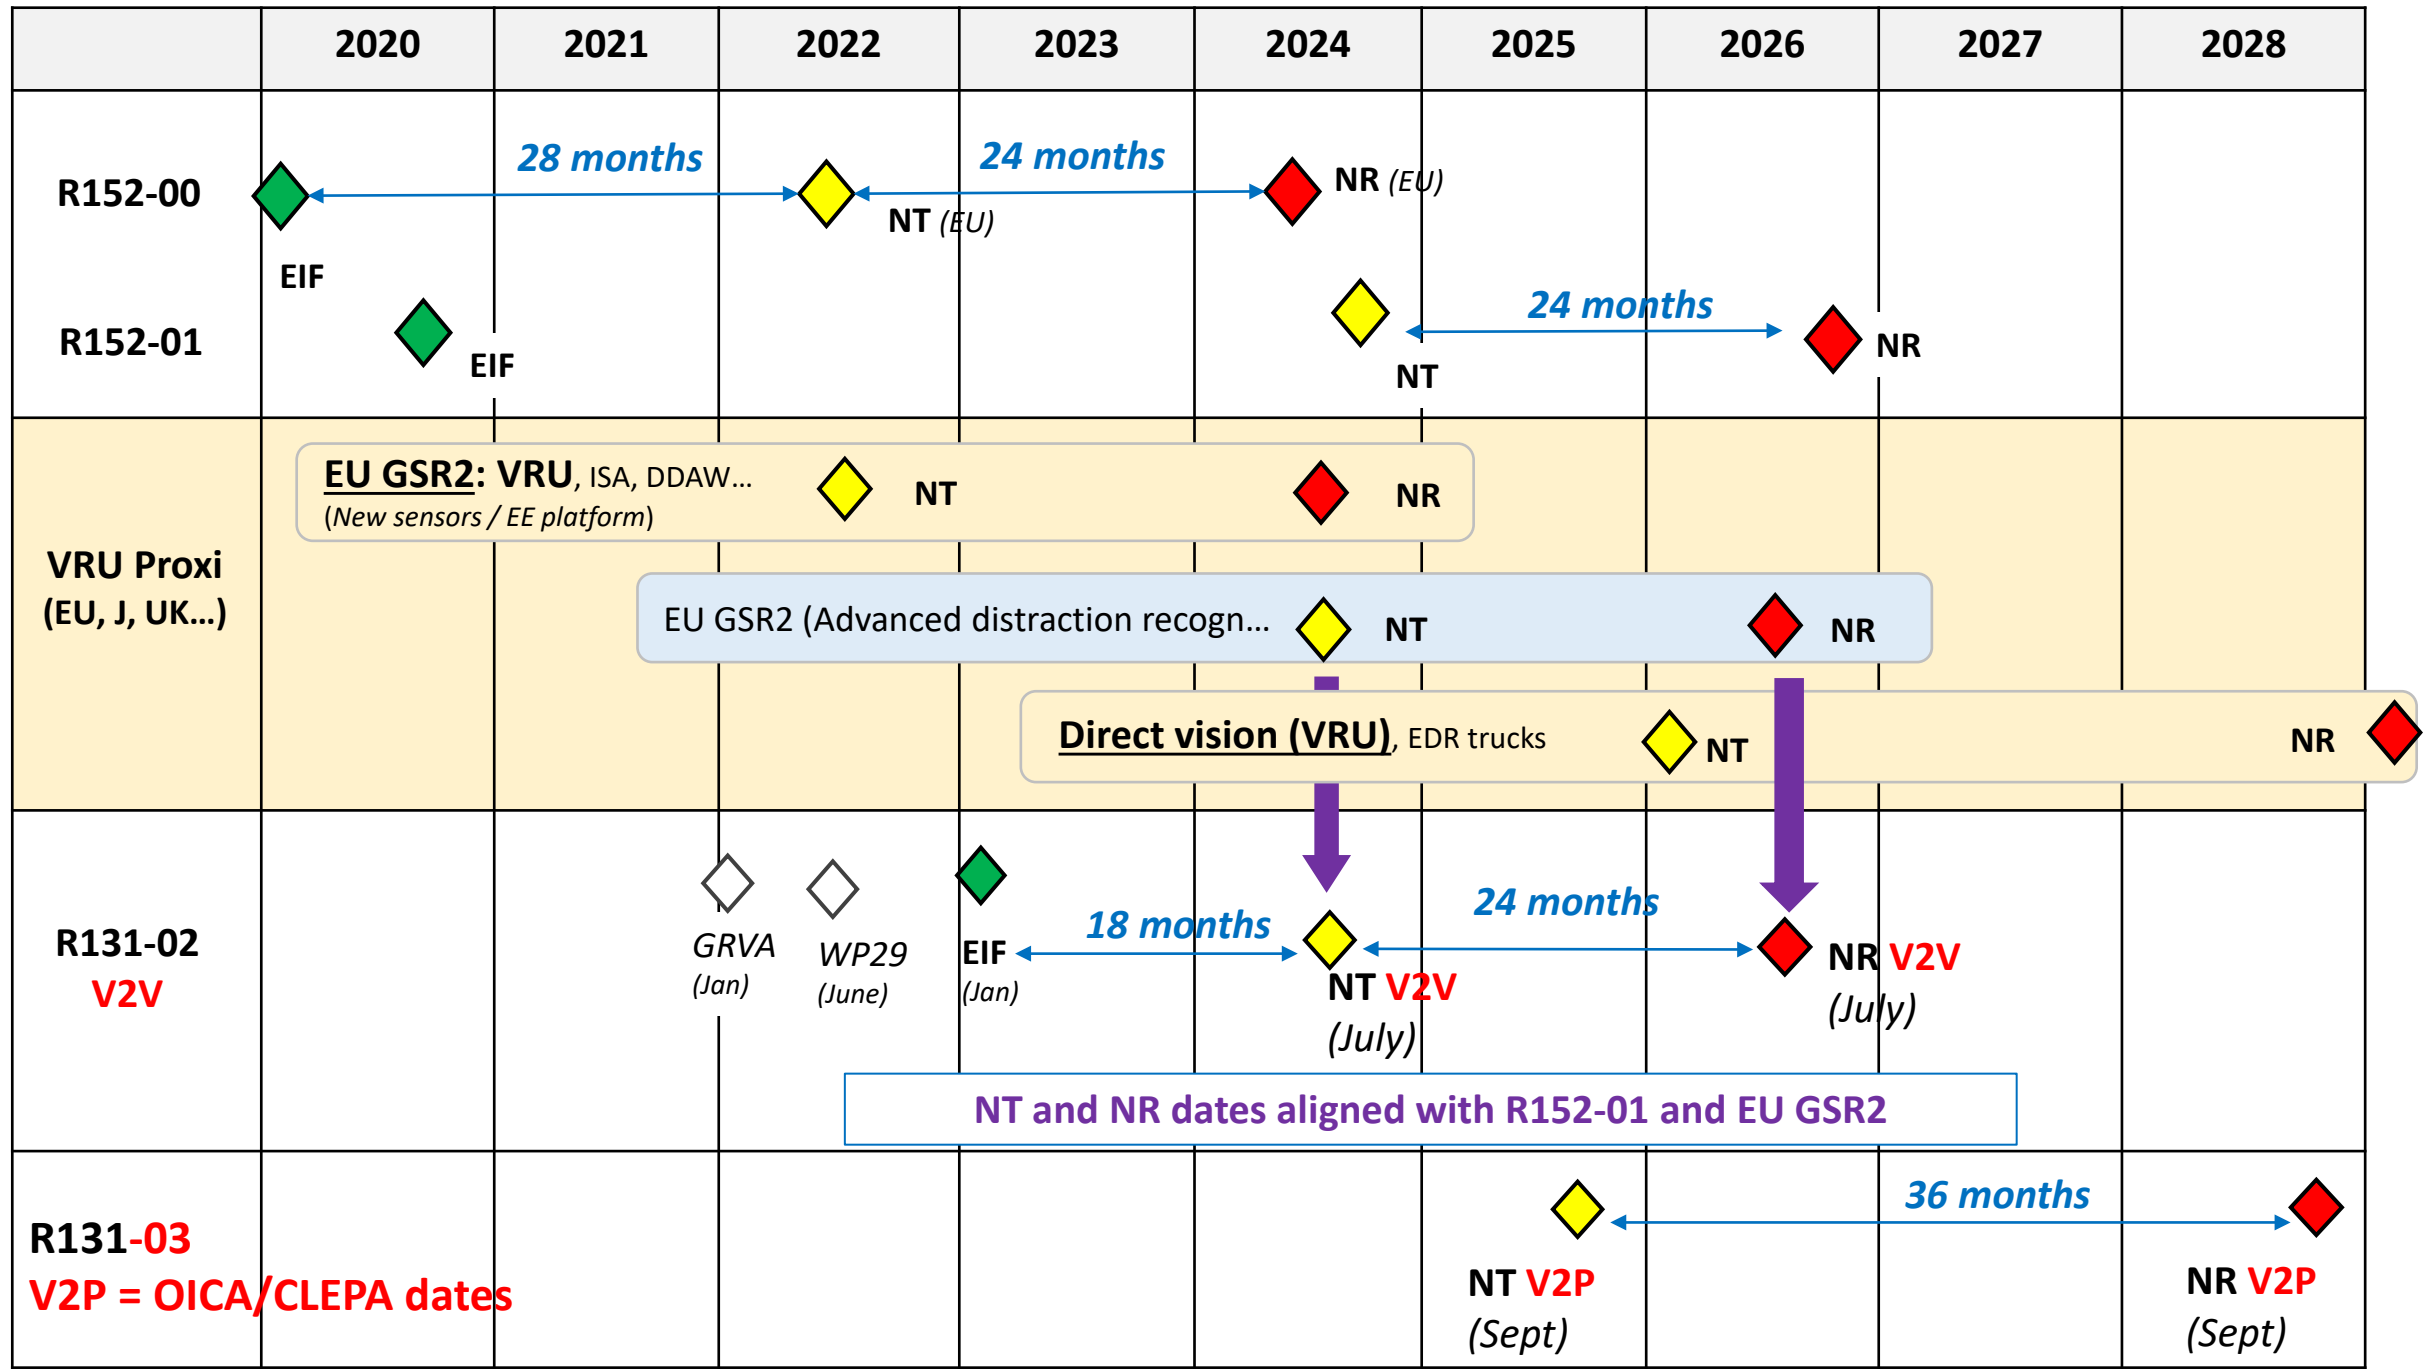 2020 2021 2022 2023 2024 2025 2026 2027 2028
28 months
24 months
R152-00
NR (EU)
NT (EU)
EIF
24 months
R152-01
EIF
NT
NR
EU GSR2: VRU, ISA, DDAW...
(New sensors / EE platform)
NT
NR
VRU Proxi
(EU, J, UK...)
EU GSR2 (Advanced distraction recogn...
NT
NR
Direct vision (VRU), EDR trucks
NT
NR
R131-02
V2V
GRVA
(Jan)
WP29
(June)
EIF
(Jan)
18 months
24 months
NT V2V
(July)
NR V2V
(July)
NT and NR dates aligned with R152-01 and EU GSR2
R131-03
V2P = OICA/CLEPA dates
36 months
NT V2P
(Sept)
NR V2P
(Sept)